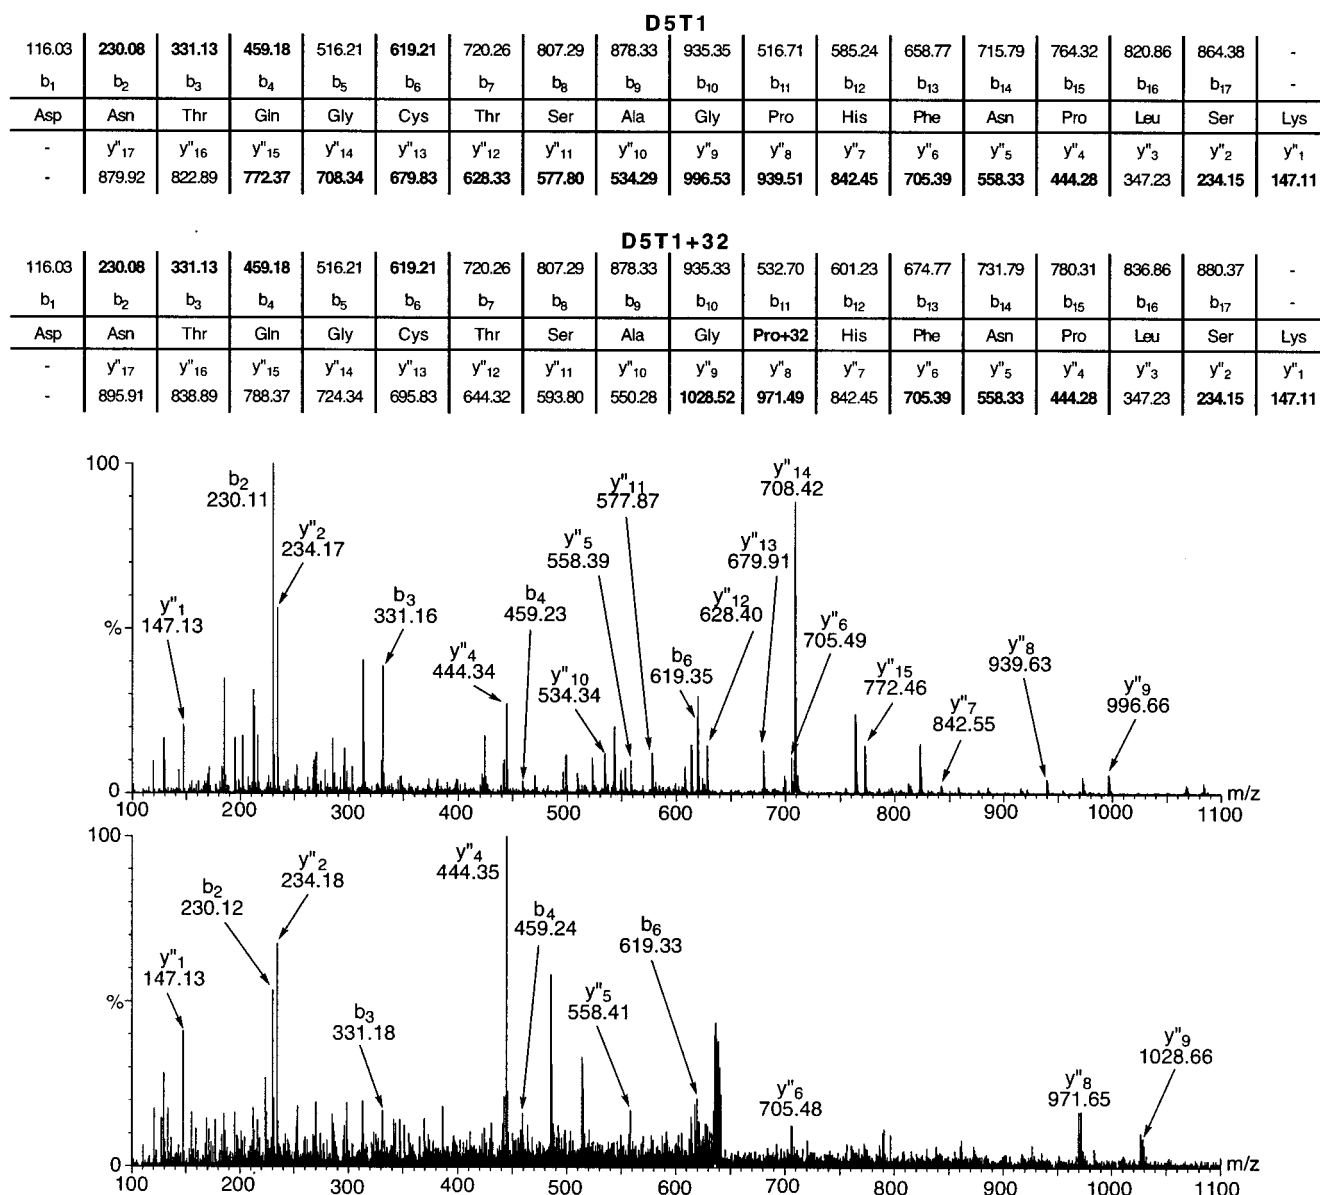 D5T1
116.03 230.08 331.13 459.18 516.21 619.21 720.26 807.29 878.33 935.35 516.71 585.24 658.77 715.79 764.32 820.86 864.38 -
b1 b2 b3 b4 b5 b6 b7 b8 b9 b10 b11 b12 b13 b14 b15 b16 b17 -
Asp Asn Thr Gln Gly Cys Thr Ser Ala Gly Pro His Phe Asn Pro Leu Ser Lys
- y"17 y"16 y"15 y"14 y"13 y"12 y"11 y"10 y"9 y"8 y"7 y"6 y"5 y"4 y"3 y"2 y"1
- 879.92 822.89 772.37 708.34 679.83 628.33 577.80 534.29 996.53 939.51 842.45 705.39 558.33 444.28 347.23 234.15 147.11
D5T1+32
116.03 230.08 331.13 459.18 516.21 619.21 720.26 807.29 878.33 935.33 532.70 601.23 674.77 731.79 780.31 836.86 880.37 -
b1 b2 b3 b4 b5 b6 b7 b8 b9 b10 b11 b12 b13 b14 b15 b16 b17 -
Asp Asn Thr Gln Gly Cys Thr Ser Ala Gly Pro+32 His Phe Asn Pro Leu Ser Lys
- y"17 y"16 y"15 y"14 y"13 y"12 y"11 y"10 y"9 y"8 y"7 y"6 y"5 y"4 y"3 y"2 y"1
- 895.91 838.89 788.37 724.34 695.83 644.32 593.80 550.28 1028.52 971.49 842.45 705.39 558.33 444.28 347.23 234.15 147.11
100
%
0
b2
230.11
y"2
234.17
y"1
147.13
b3
331.16
y"4
444.34
b4
459.23
y"10
534.34
y"5
558.39
y"11
577.87
b6
619.35
y"12
628.40
y"13
679.91
y"14
708.42
y"6
705.49
y"15
772.46
y"7
842.55
y"8
939.63
y"9
996.66
100 200 300 400 500 600 700 800 900 1000 1100 m/z
100
%
0
y"1
147.13
b2
230.12
y"2
234.18
b3
331.18
y"4
444.35
b4
459.24
y"5
558.41
b6
619.33
y"6
705.48
y"8
971.65
y"9
1028.66
100 200 300 400 500 600 700 800 900 1000 1100 m/z